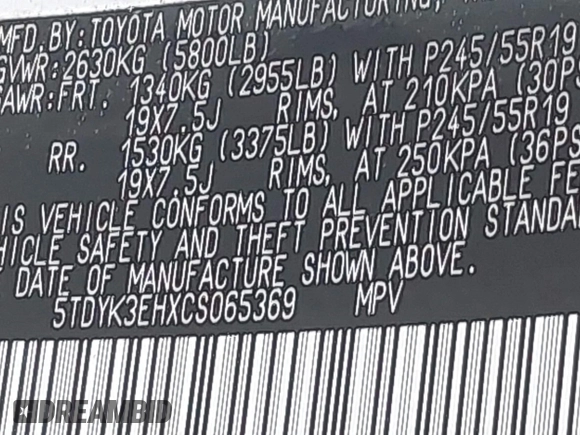 MFD. BY: TOYOTA MOTOR MANUFACTURING,
GVWR: 2630KG (5800LB)
GAWR: FRT. 1340KG (2955LB) WITH P245/55R19
19X7.5J RIMS, AT 210KPA (30PS
RR. 1530KG (3375LB) WITH P245/55R19
19X7.5J RIMS, AT 250KPA (36PS
IS VEHICLE CONFORMS TO ALL APPLICABLE FE
HICLE SAFETY AND THEFT PREVENTION STANDA
DATE OF MANUFACTURE SHOWN ABOVE.
5TDYK3EHXCS065369 MPV
DREAMBID